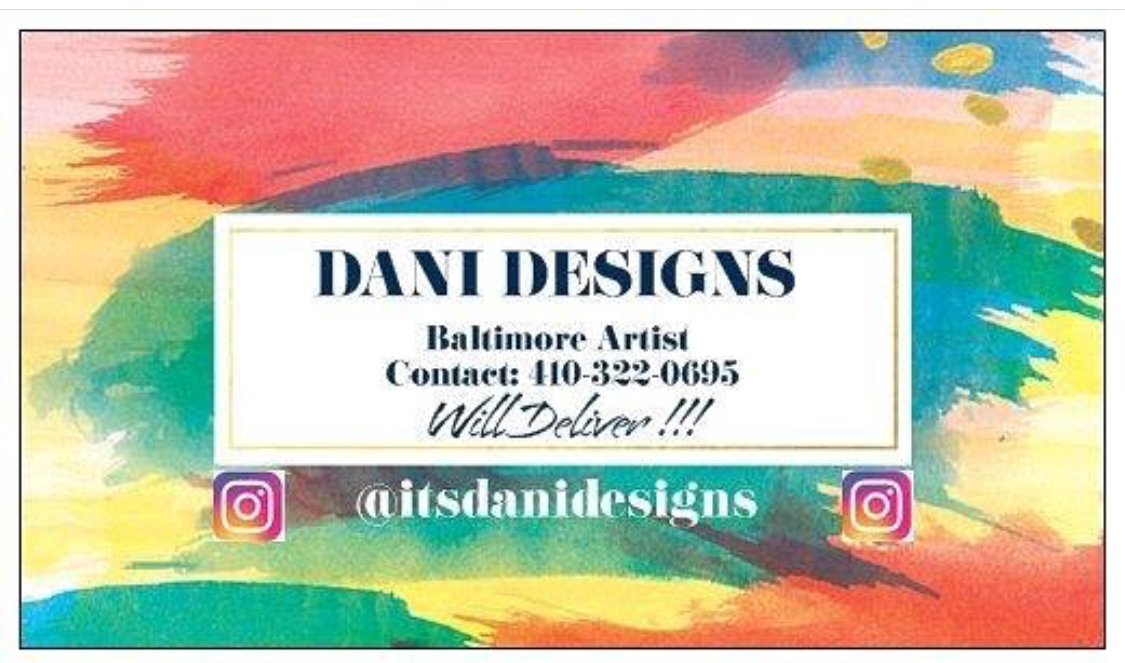 DANI DESIGNS
Baltimore Artist
Contact: 410-322-0695
Will Deliver !!!
@itsdanidesigns